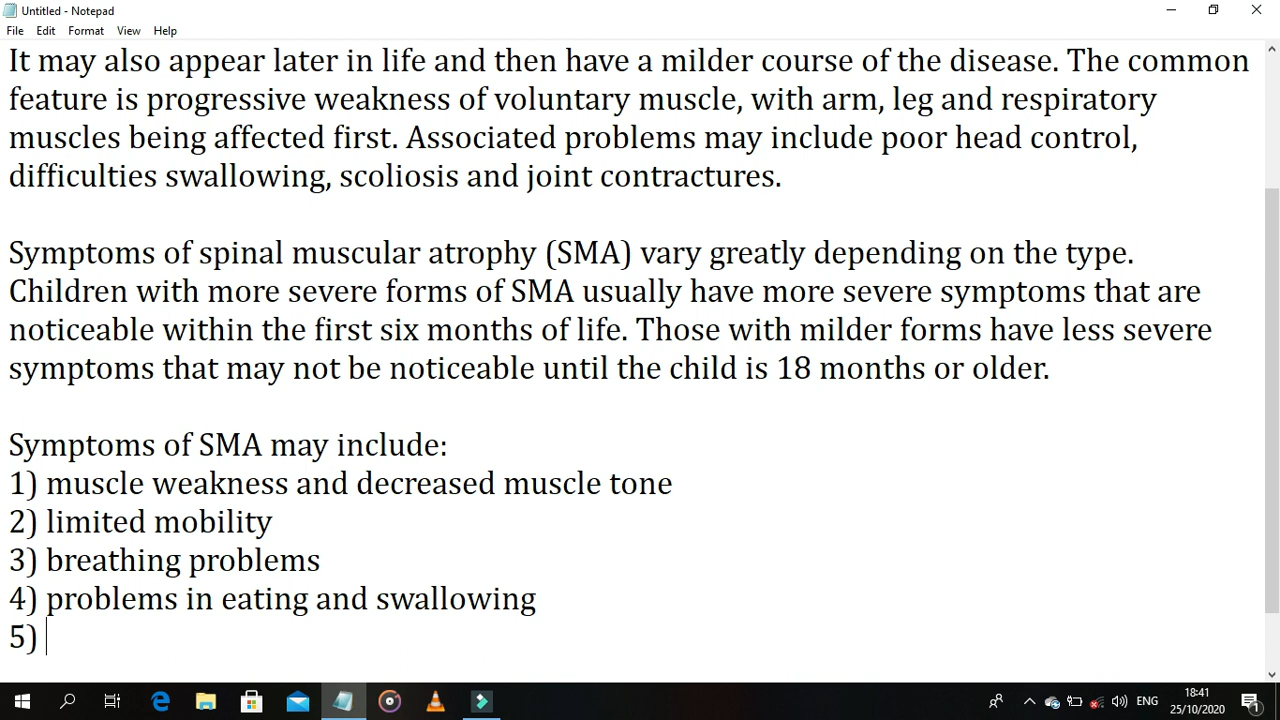 Untitled - Notepad
File Edit Format View Help
It may also appear later in life and then have a milder course of the disease. The common
feature is progressive weakness of voluntary muscle, with arm, leg and respiratory
muscles being affected first. Associated problems may include poor head control,
difficulties swallowing, scoliosis and joint contractures.
Symptoms of spinal muscular atrophy (SMA) vary greatly depending on the type.
Children with more severe forms of SMA usually have more severe symptoms that are
noticeable within the first six months of life. Those with milder forms have less severe
symptoms that may not be noticeable until the child is 18 months or older.
Symptoms of SMA may include:
1) muscle weakness and decreased muscle tone
2) limited mobility
3) breathing problems
4) problems in eating and swallowing
5)
ENG
18:41
25/10/2020
1